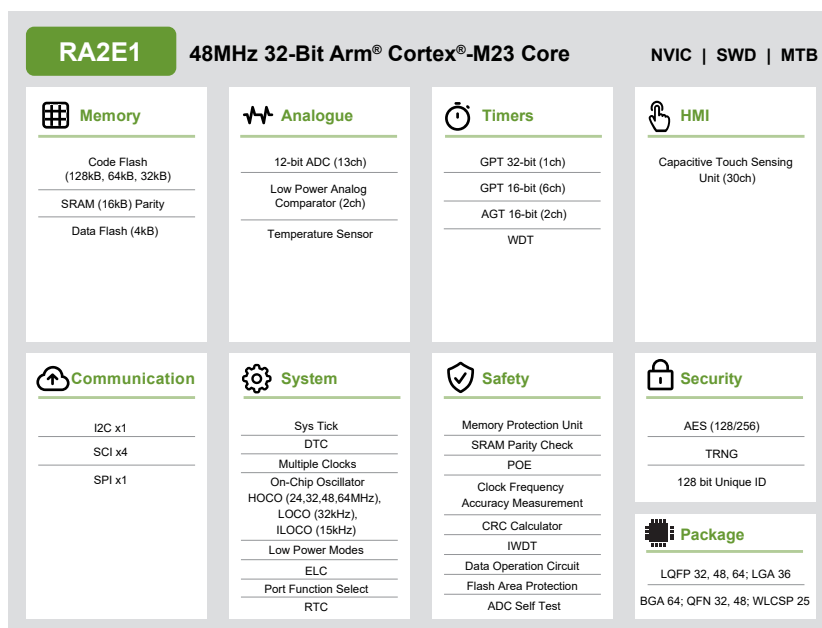 RA2E1
48MHz 32-Bit Arm® Cortex®-M23 Core
NVIC | SWD | MTB
Memory
Code Flash
(128kB, 64kB, 32kB)
SRAM (16kB) Parity
Data Flash (4kB)
Analogue
12-bit ADC (13ch)
Low Power Analog
Comparator (2ch)
Temperature Sensor
Timers
GPT 32-bit (1ch)
GPT 16-bit (6ch)
AGT 16-bit (2ch)
WDT
HMI
Capacitive Touch Sensing
Unit (30ch)
Communication
I2C x1
SCI x4
SPI x1
System
Sys Tick
DTC
Multiple Clocks
On-Chip Oscillator
HOCO (24,32,48,64MHz),
LOCO (32kHz),
ILOCO (15kHz)
Low Power Modes
ELC
Port Function Select
RTC
Safety
Memory Protection Unit
SRAM Parity Check
POE
Clock Frequency
Accuracy Measurement
CRC Calculator
IWDT
Data Operation Circuit
Flash Area Protection
ADC Self Test
Security
AES (128/256)
TRNG
128 bit Unique ID
Package
LQFP 32, 48, 64; LGA 36
BGA 64; QFN 32, 48; WLCSP 25